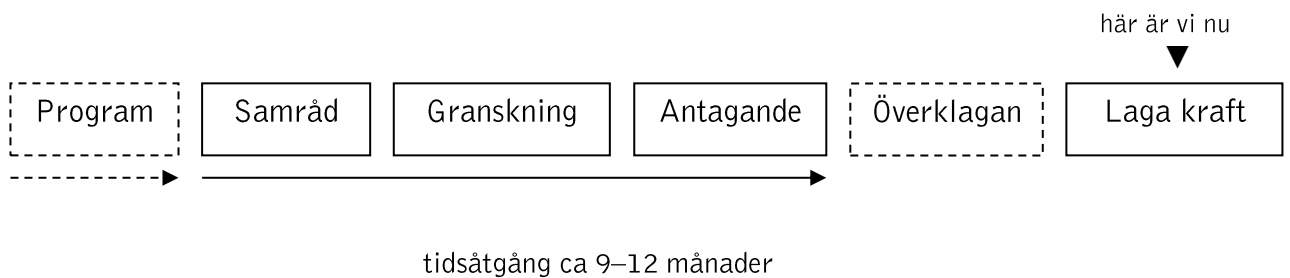 här är vi nu
Program Samråd Granskning Antagande Överklagan Laga kraft
tidsåtgång ca 9–12 månader